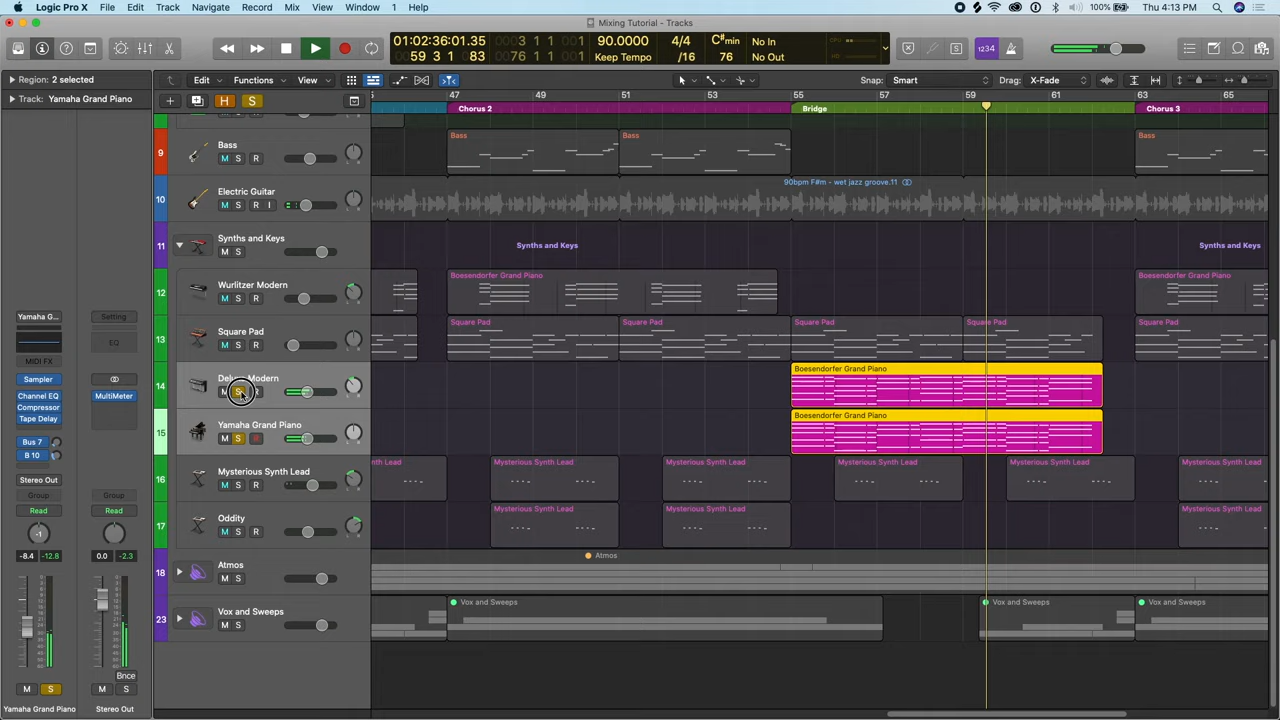 Logic Pro X File Edit Track Navigate Record Mix View Window 1 Help 100% Thu 4:13 PM
Mixing Tutorial - Tracks
01:02:36:01.35 0003 1 1 001 90.0000 4/4 C#min No In
59 3 1 83 0076 1 1 001 Keep Tempo /16 76 No Out
1234
Region: 2 selected
Edit Functions View Snap: Smart Drag: X-Fade
Track: Yamaha Grand Piano
H S
47 49 51 53 55 57 59 61 63 65
Chorus 2 Bridge Chorus 3
9 Bass
M S R
Bass Bass Bass
10 Electric Guitar
M S R I
90bpm F#m - wet jazz groove.11
11 Synths and Keys
M S
Synths and Keys Synths and Keys
12 Wurlitzer Modern
M S R
Boesendorfer Grand Piano Boesendorfer Grand Piano
13 Square Pad
M S R
Square Pad Square Pad Square Pad Square Pad Square Pad
14
M
Boesendorfer Grand Piano
15 Yamaha Grand Piano
M S R
Boesendorfer Grand Piano
16 Mysterious Synth Lead
M S R
Mysterious Synth Lead Mysterious Synth Lead Mysterious Synth Lead Mysterious Synth Lead Mysterious Synth Lead
17 Oddity
M S R
Mysterious Synth Lead Mysterious Synth Lead Mysterious Synth Lead
18 Atmos
M S
Atmos
23 Vox and Sweeps
M S
Vox and Sweeps Vox and Sweeps Vox and Sweeps
Yamaha G... Setting
EQ
MIDI FX
Sampler
Channel EQ MultiMeter
Compressor
Tape Delay
Bus 7
B 10
Stereo Out
Group Group
Read Read
-1
-8.4 -12.8 0.0 -2.3
Bnce
M S M S
Yamaha Grand Piano Stereo Out